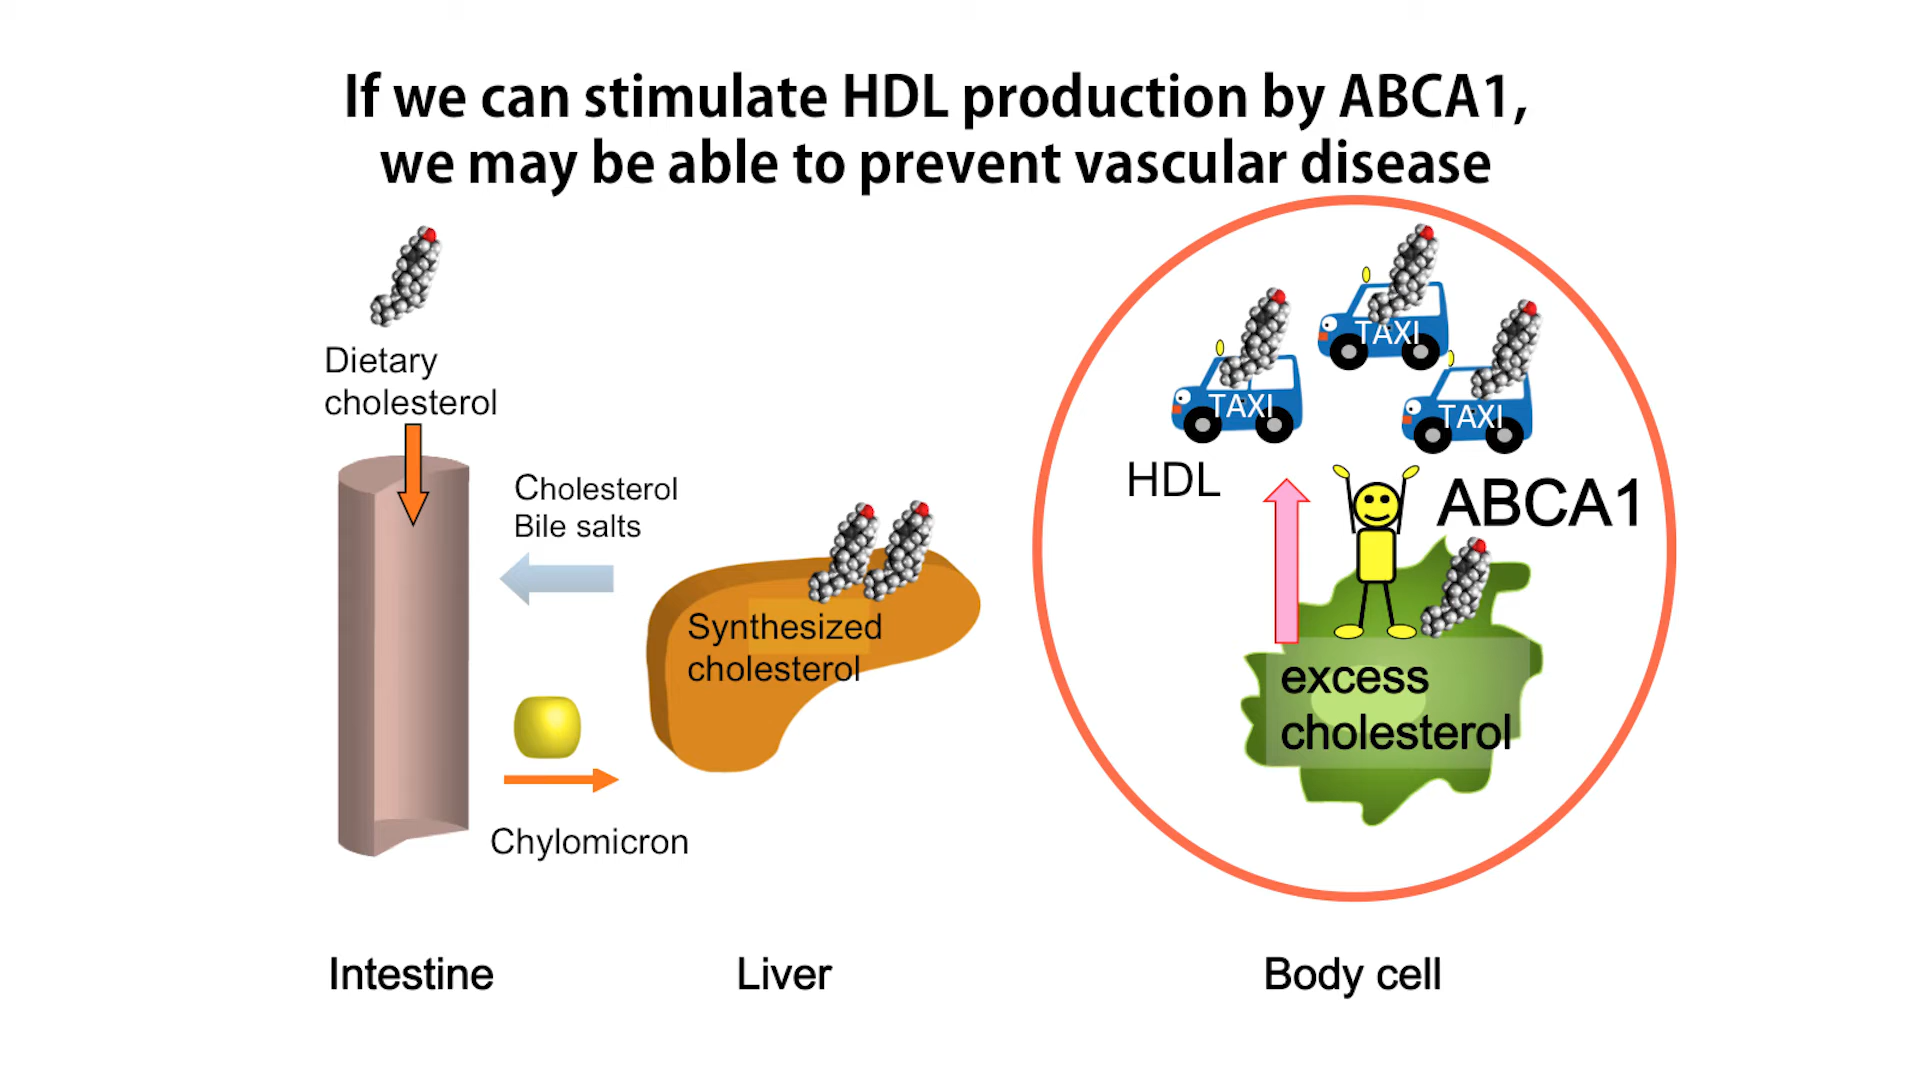 If we can stimulate HDL production by ABCA1,
we may be able to prevent vascular disease
Dietary
cholesterol
Cholesterol
Bile salts
Synthesized
cholesterol
Chylomicron
TAXI
TAXI
TAXI
HDL
ABCA1
excess
cholesterol
Intestine
Liver
Body cell